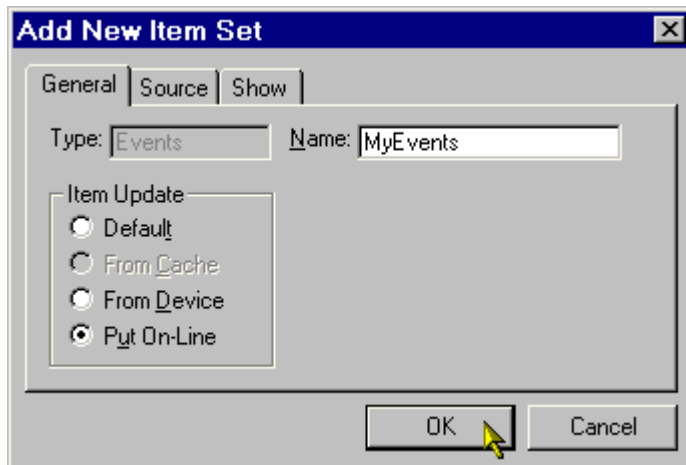 Add New Item Set
General Source Show
Type: Events Name: MyEvents
Item Update
Default
From Cache
From Device
Put On-Line
OK Cancel